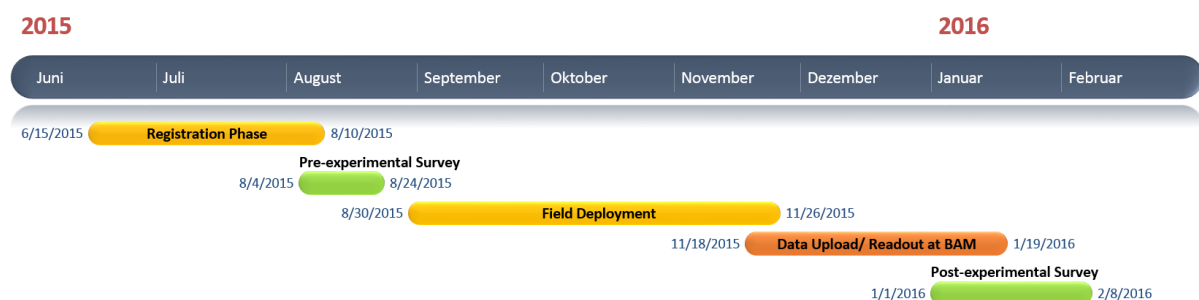 2015 2016
Juni Juli August September Oktober November Dezember Januar Februar
6/15/2015 Registration Phase 8/10/2015
Pre-experimental Survey
8/4/2015 8/24/2015
8/30/2015 Field Deployment 11/26/2015
11/18/2015 Data Upload/ Readout at BAM 1/19/2016
Post-experimental Survey
1/1/2016 2/8/2016